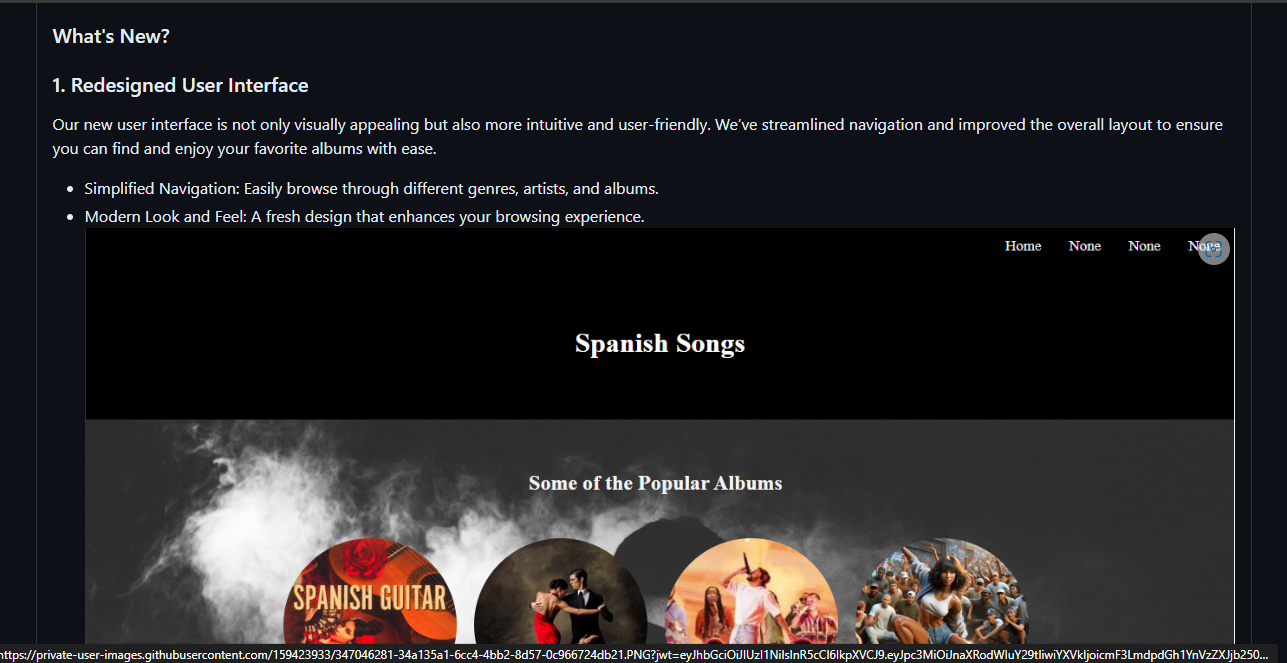 What's New?
1. Redesigned User Interface
Our new user interface is not only visually appealing but also more intuitive and user-friendly. We've streamlined navigation and improved the overall layout to ensure
you can find and enjoy your favorite albums with ease.
• Simplified Navigation: Easily browse through different genres, artists, and albums.
• Modern Look and Feel: A fresh design that enhances your browsing experience.
Home None None None
Spanish Songs
Some of the Popular Albums
SPANISH GUITAR
https://private-user-images.githubusercontent.com/159423933/347046281-34a135a1-6cc4-4bb2-8d57-0c966724db21.PNG?jwt=eyJhbGciOiJIUzI1NiIsInR5cCI6IkpXVCJ9.eyJpc3MiOiJnaXRodWIuY29tIiwiYXVkIjoicmF3LmdpdGh1YnVzZXJjb250...